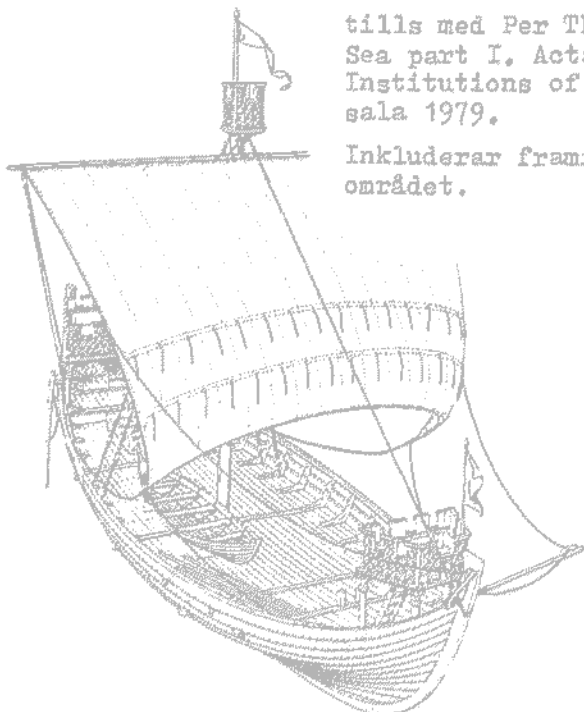 tills med Per Th
Sea part I. Acta
Institutions of
sala 1979.
Inkluderar fram
området.